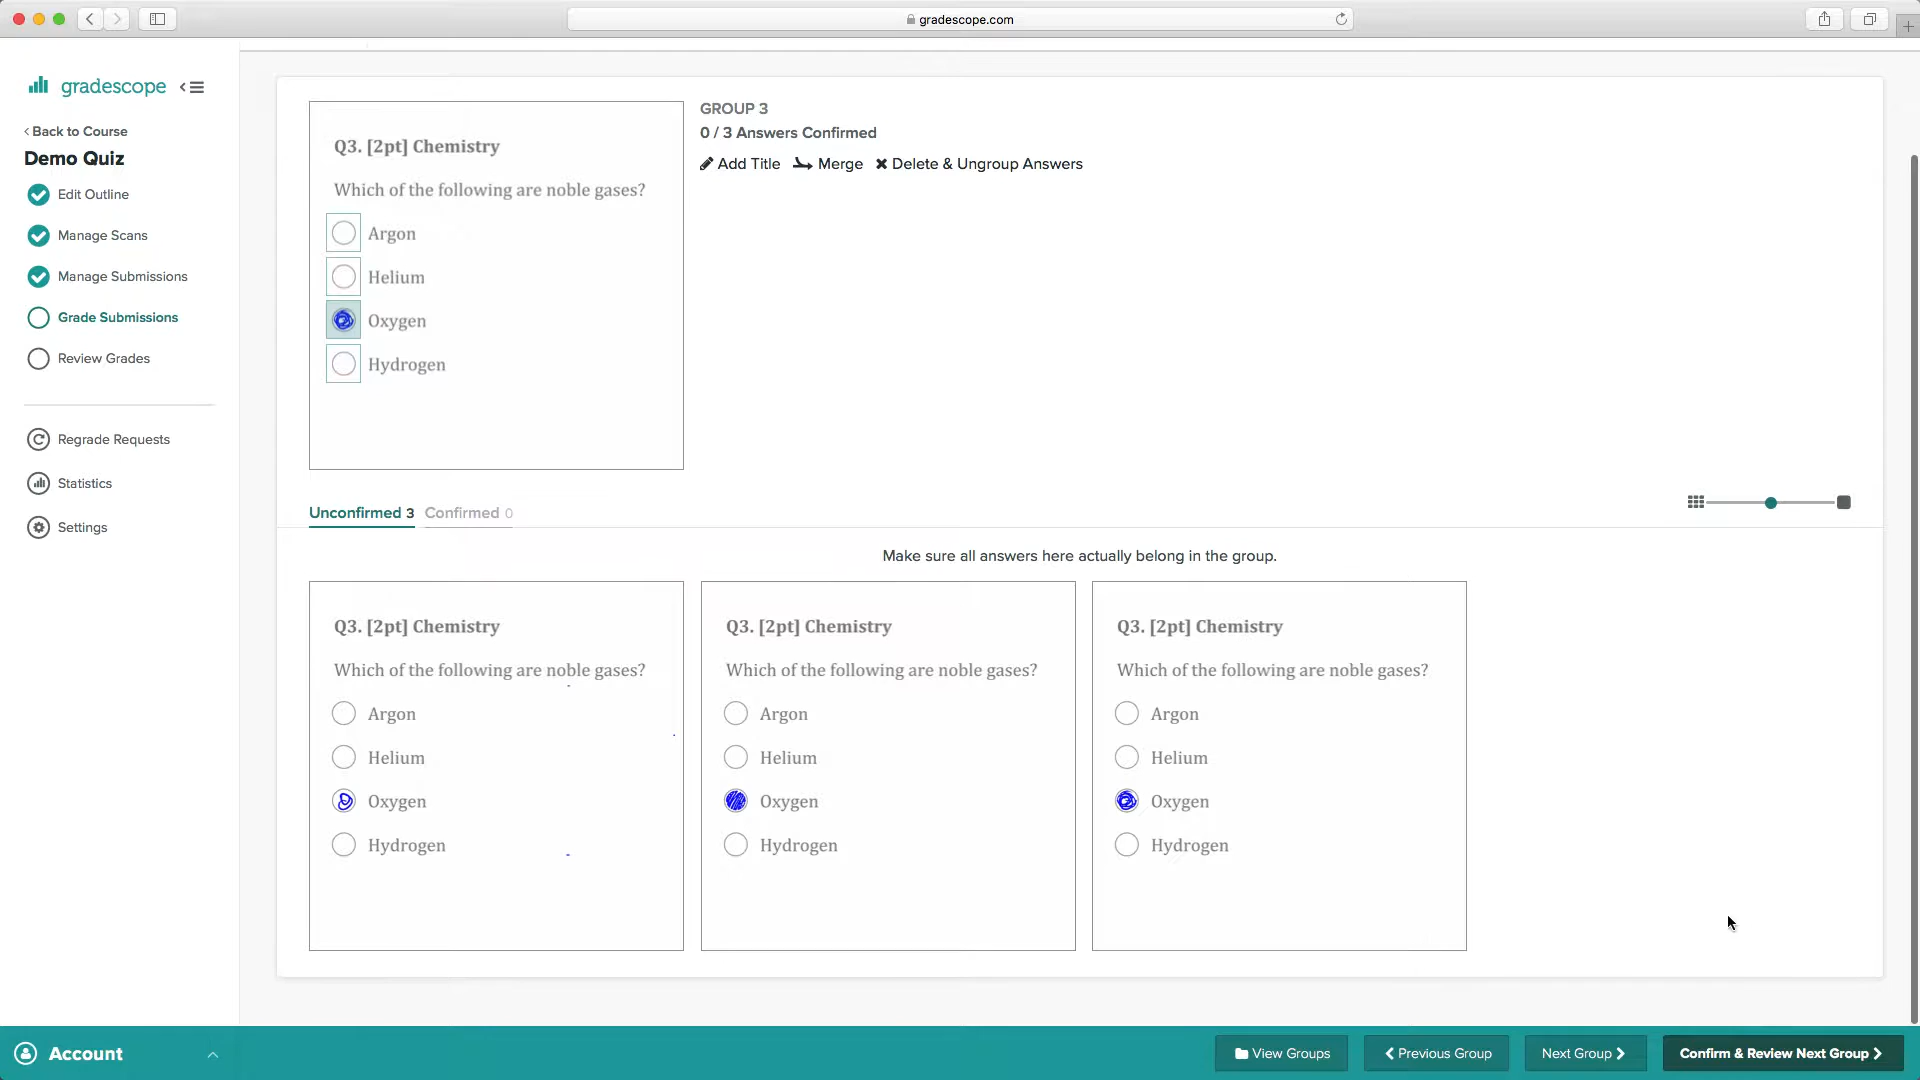 gradescope.com
gradescope
Back to Course
Demo Quiz
Edit Outline
Manage Scans
Manage Submissions
Grade Submissions
Review Grades
Regrade Requests
Statistics
Settings
Q3. [2pt] Chemistry
Which of the following are noble gases?
Argon
Helium
Oxygen
Hydrogen
GROUP 3
0 / 3 Answers Confirmed
Add Title Merge Delete & Ungroup Answers
Unconfirmed 3 Confirmed 0
Make sure all answers here actually belong in the group.
Q3. [2pt] Chemistry
Which of the following are noble gases?
Argon
Helium
Oxygen
Hydrogen
Q3. [2pt] Chemistry
Which of the following are noble gases?
Argon
Helium
Oxygen
Hydrogen
Q3. [2pt] Chemistry
Which of the following are noble gases?
Argon
Helium
Oxygen
Hydrogen
Account
View Groups
Previous Group
Next Group
Confirm & Review Next Group